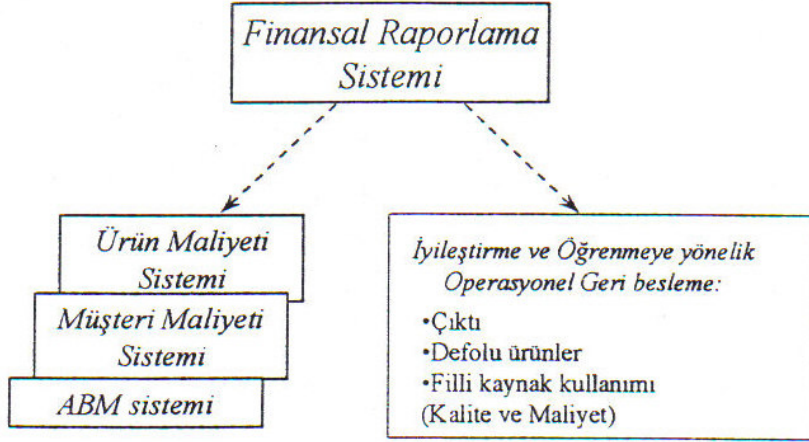 Finansal Raporlama
Sistemi
Ürün Maliyeti
Sistemi
Müşteri Maliyeti
Sistemi
ABM sistemi
İyileştirme ve Öğrenmeye yönelik
Operasyonel Geri besleme:
•Çıktı
•Defolu ürünler
•Filli kaynak kullanımı
(Kalite ve Maliyet)